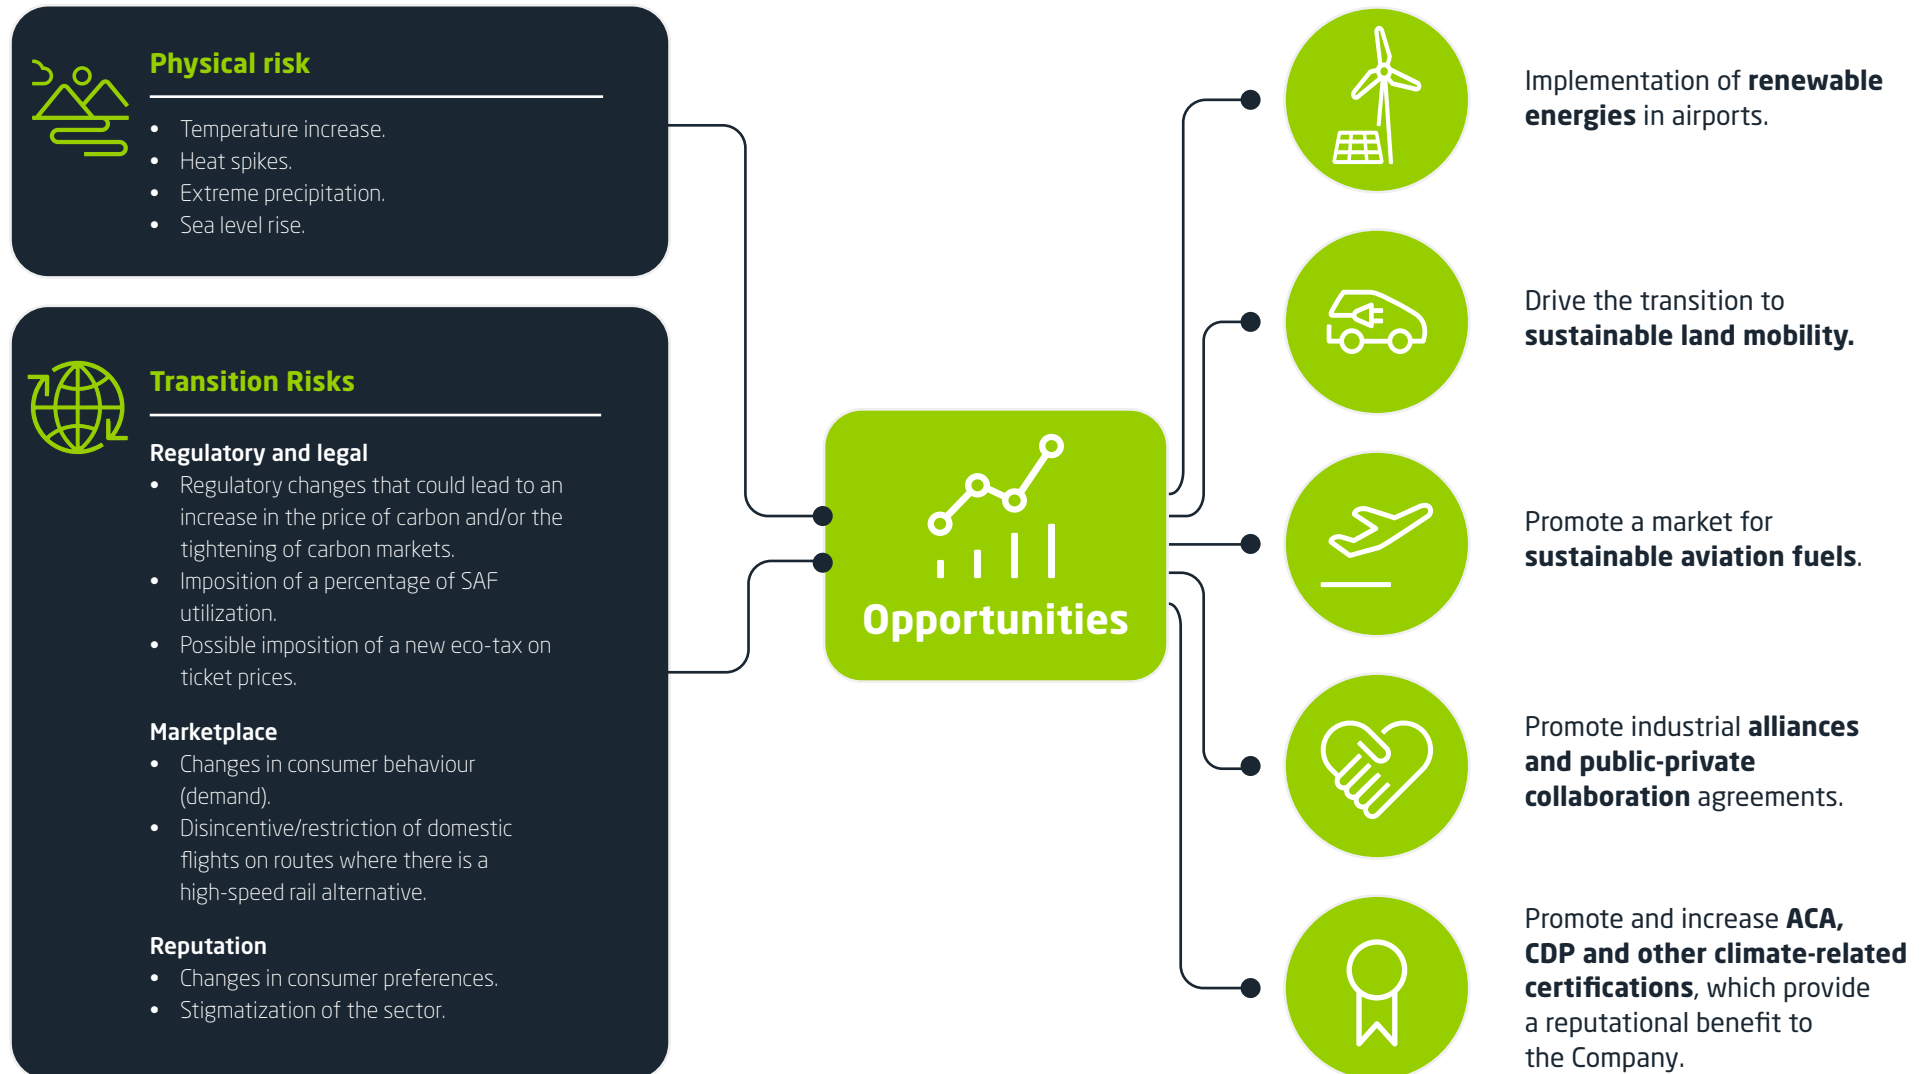 Physical risk
• Temperature increase.
• Heat spikes.
• Extreme precipitation.
• Sea level rise.
Transition Risks
Regulatory and legal
• Regulatory changes that could lead to an
increase in the price of carbon and/or the
tightening of carbon markets.
• Imposition of a percentage of SAF
utilization.
• Possible imposition of a new eco-tax on
ticket prices.
Marketplace
• Changes in consumer behaviour
(demand).
• Disincentive/restriction of domestic
flights on routes where there is a
high-speed rail alternative.
Reputation
• Changes in consumer preferences.
• Stigmatization of the sector.
Opportunities
Implementation of renewable
energies in airports.
Drive the transition to
sustainable land mobility.
Promote a market for
sustainable aviation fuels.
Promote industrial alliances
and public-private
collaboration agreements.
Promote and increase ACA,
CDP and other climate-related
certifications, which provide
a reputational benefit to
the Company.